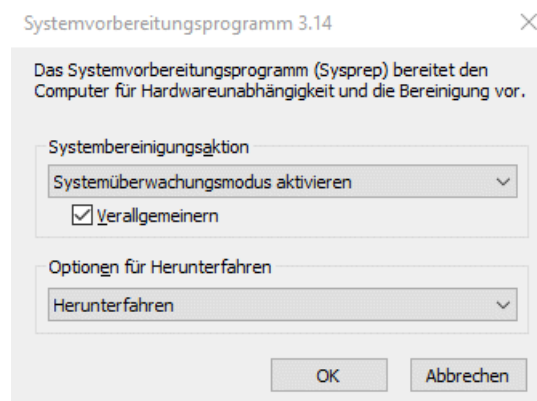 Systemvorbereitungsprogramm 3.14
Das Systemvorbereitungsprogramm (Sysprep) bereitet den
Computer für Hardwareunabhängigkeit und die Bereinigung vor.
Systembereinigungsaktion
Systemüberwachungsmodus aktivieren
Verallgemeinern
Optionen für Herunterfahren
Herunterfahren
OK Abbrechen